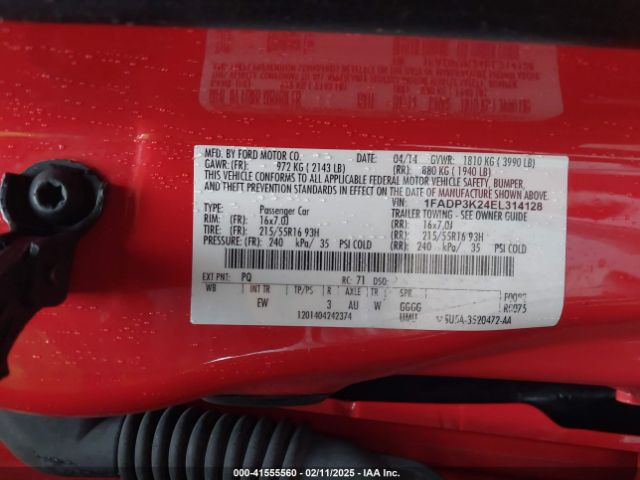 MFD. BY FORD MOTOR CO. DATE: 04/14 GVWR: 1810 KG ( 3990 LB)
GAWR: (FR): 972 KG ( 2143 LB) (RR): 880 KG ( 1940 LB)
THIS VEHICLE CONFORMS TO ALL APPLICABLE FEDERAL MOTOR VEHICLE SAFETY, BUMPER,
AND THEFT PREVENTION STANDARDS IN EFFECT ON THE DATE OF MANUFACTURE SHOWN ABOVE.
VIN: 1FADP3K24EL314128
TYPE: Passenger Car TRAILER TOWING - SEE OWNER GUIDE
RIM: (FR): 16x7.0J (RR): 16x7.0J
TIRE: (FR): 215/55R16 93H (RR): 215/55R16 93H
PRESSURE: (FR): 240 kPa/ 35 PSI COLD (RR): 240 kPa/ 35 PSI COLD
EXT PNT: PQ RC: 71 DSO:
WB INT TR TP/PS R AXLE TR SPR
EW 3 AU W GGGG
1201404242374
000-41555560 - 02/11/2025 - IAA Inc.